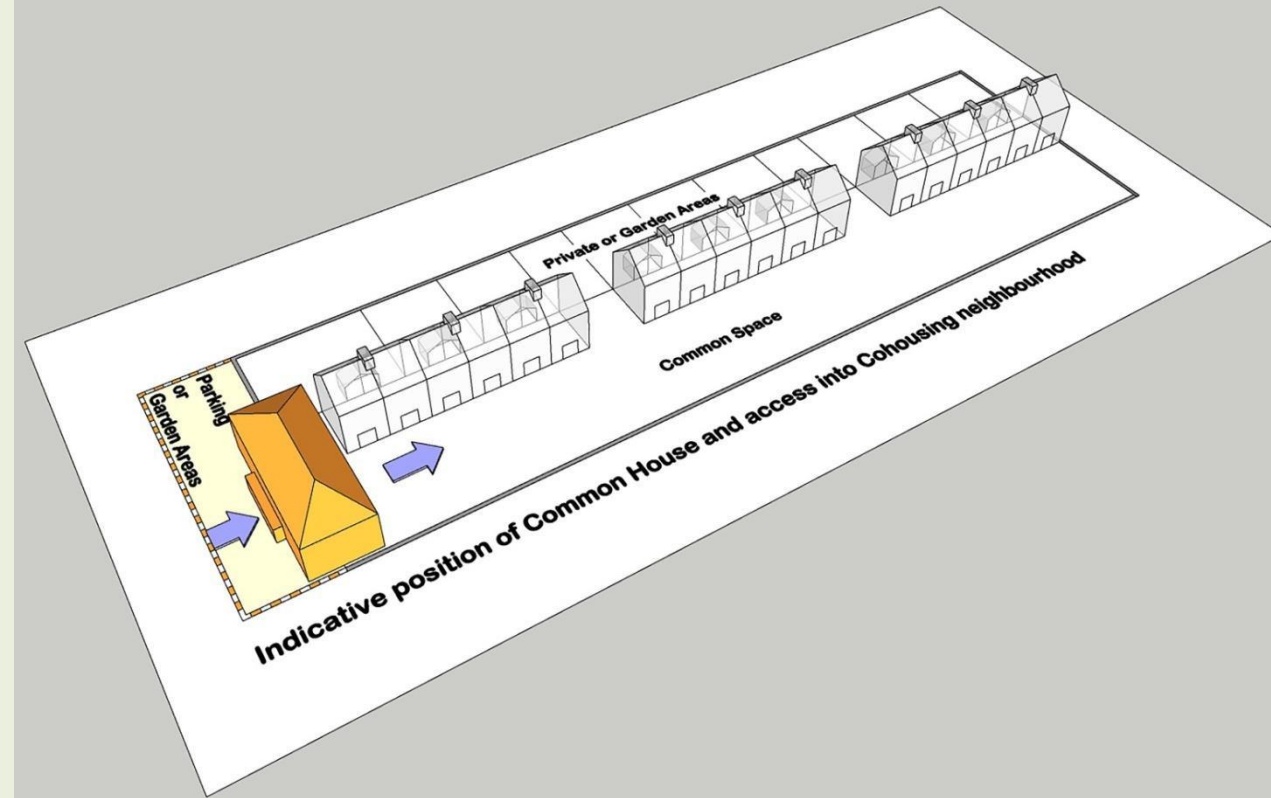 Private or Garden Areas
Common Space
Parking
or
Garden Areas
Indicative position of Common House and access into Cohousing neighbourhood